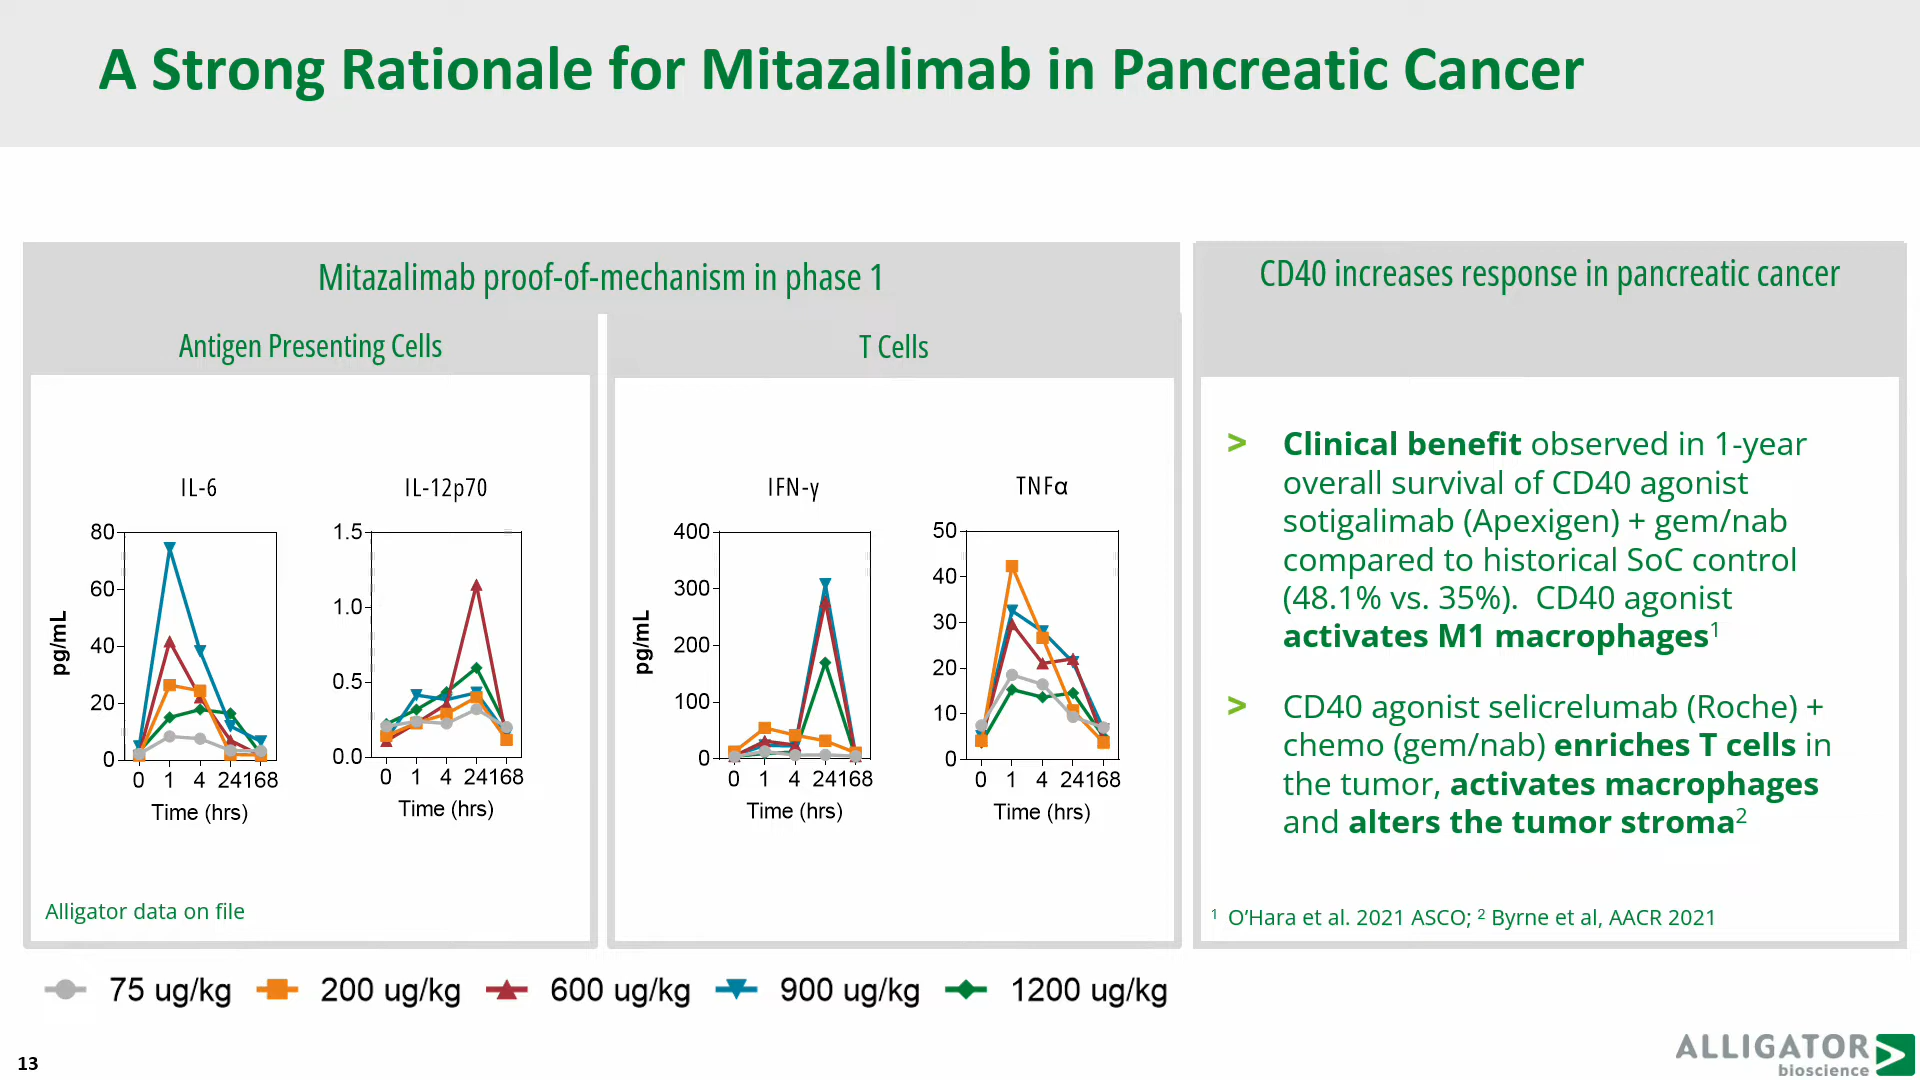 A Strong Rationale for Mitazalimab in Pancreatic Cancer
Mitazalimab proof-of-mechanism in phase 1
Antigen Presenting Cells
T Cells
IL-6
80
60
40
20
0
pg/mL
0 1 4 24 168
Time (hrs)
IL-12p70
1.5
1.0
0.5
0.0
0 1 4 24 168
Time (hrs)
IFN-γ
400
300
200
100
0
pg/mL
0 1 4 24 168
Time (hrs)
TNFα
50
40
30
20
10
0
0 1 4 24 168
Time (hrs)
Alligator data on file
75 ug/kg 200 ug/kg 600 ug/kg 900 ug/kg 1200 ug/kg
CD40 increases response in pancreatic cancer
> Clinical benefit observed in 1-year
overall survival of CD40 agonist
sotigalimab (Apexigen) + gem/nab
compared to historical SoC control
(48.1% vs. 35%). CD40 agonist
activates M1 macrophages¹
> CD40 agonist selicrelumab (Roche) +
chemo (gem/nab) enriches T cells in
the tumor, activates macrophages
and alters the tumor stroma²
¹ O’Hara et al. 2021 ASCO; ² Byrne et al, AACR 2021
13
ALLIGATOR
bioscience